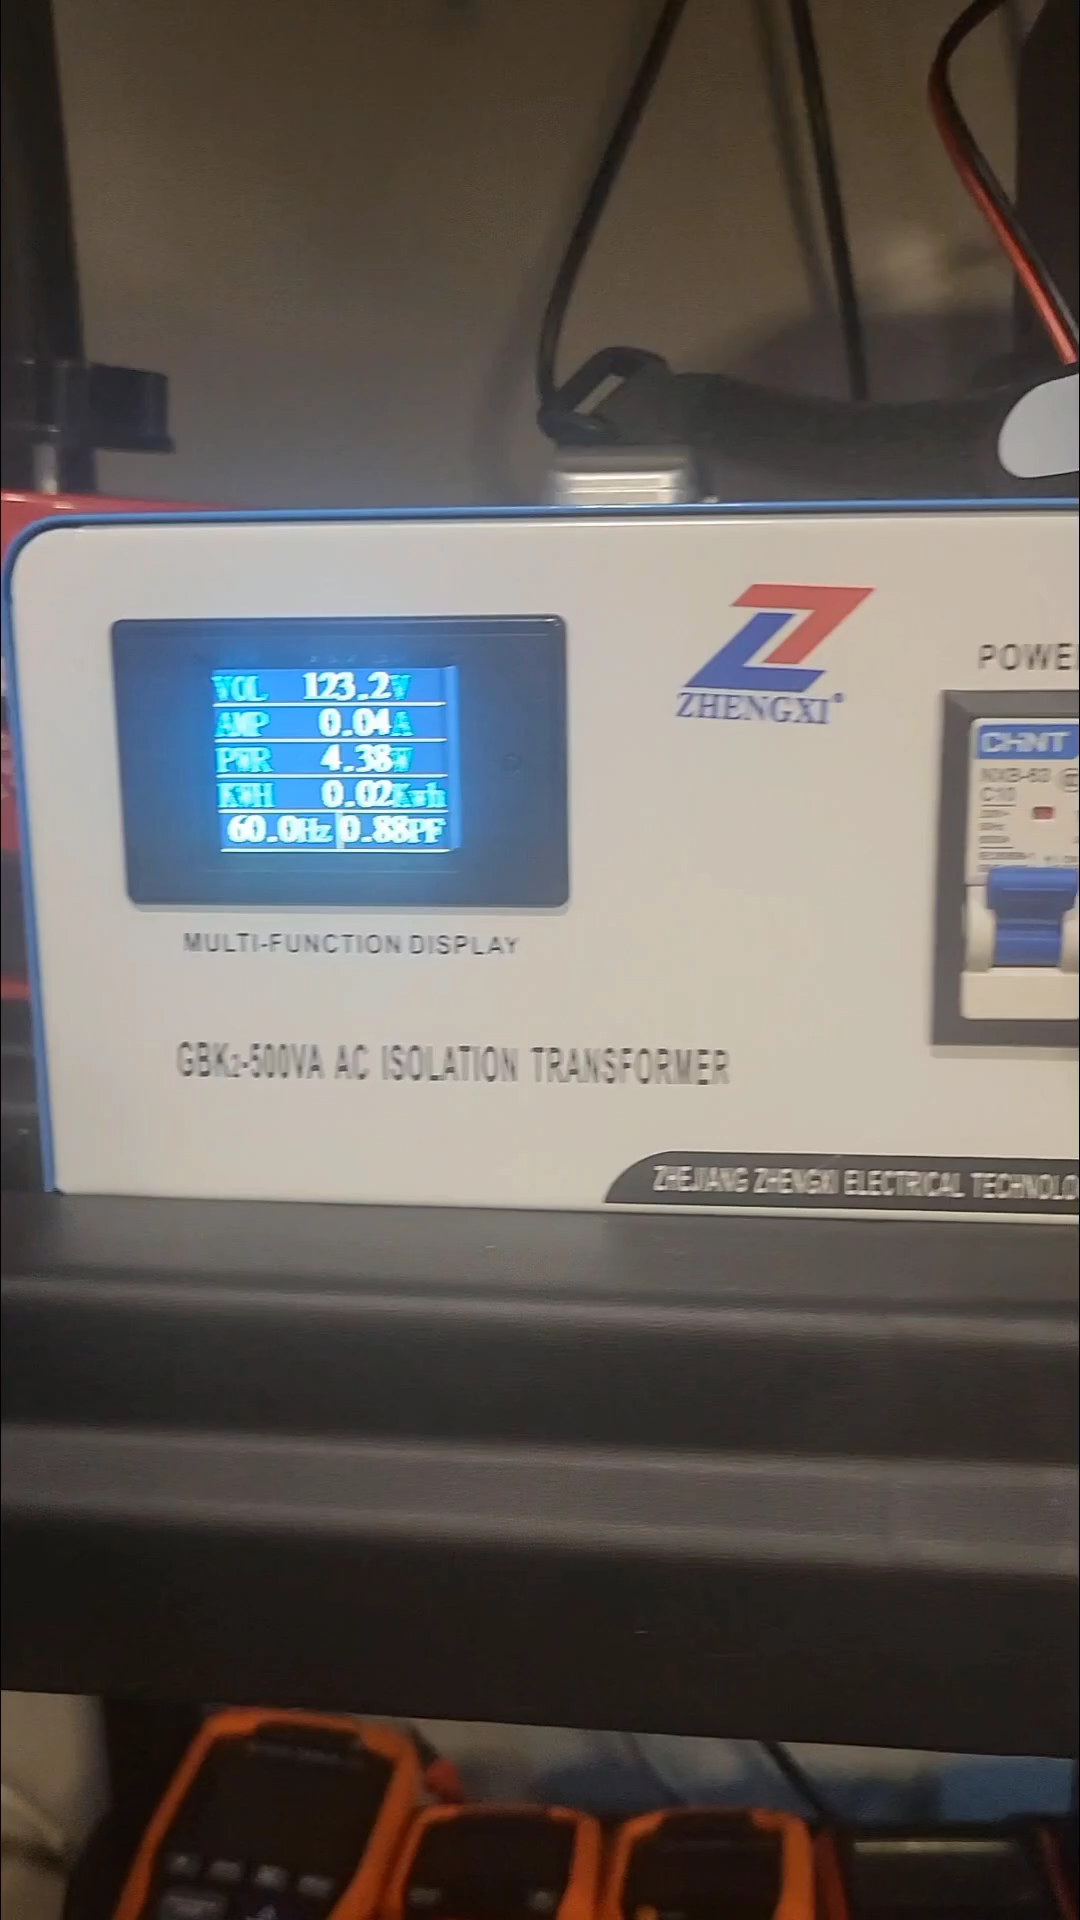 VOL 123.2V
AMP 0.04A
PWR 4.38W
KWH 0.02Kwh
60.0Hz 0.88PF
MULTI-FUNCTION DISPLAY
ZHENGXI®
POWE
CHNT
NXB-63
C10
GBK2-500VA AC ISOLATION TRANSFORMER
ZHEJIANG ZHENGXI ELECTRICAL TECHNOLO